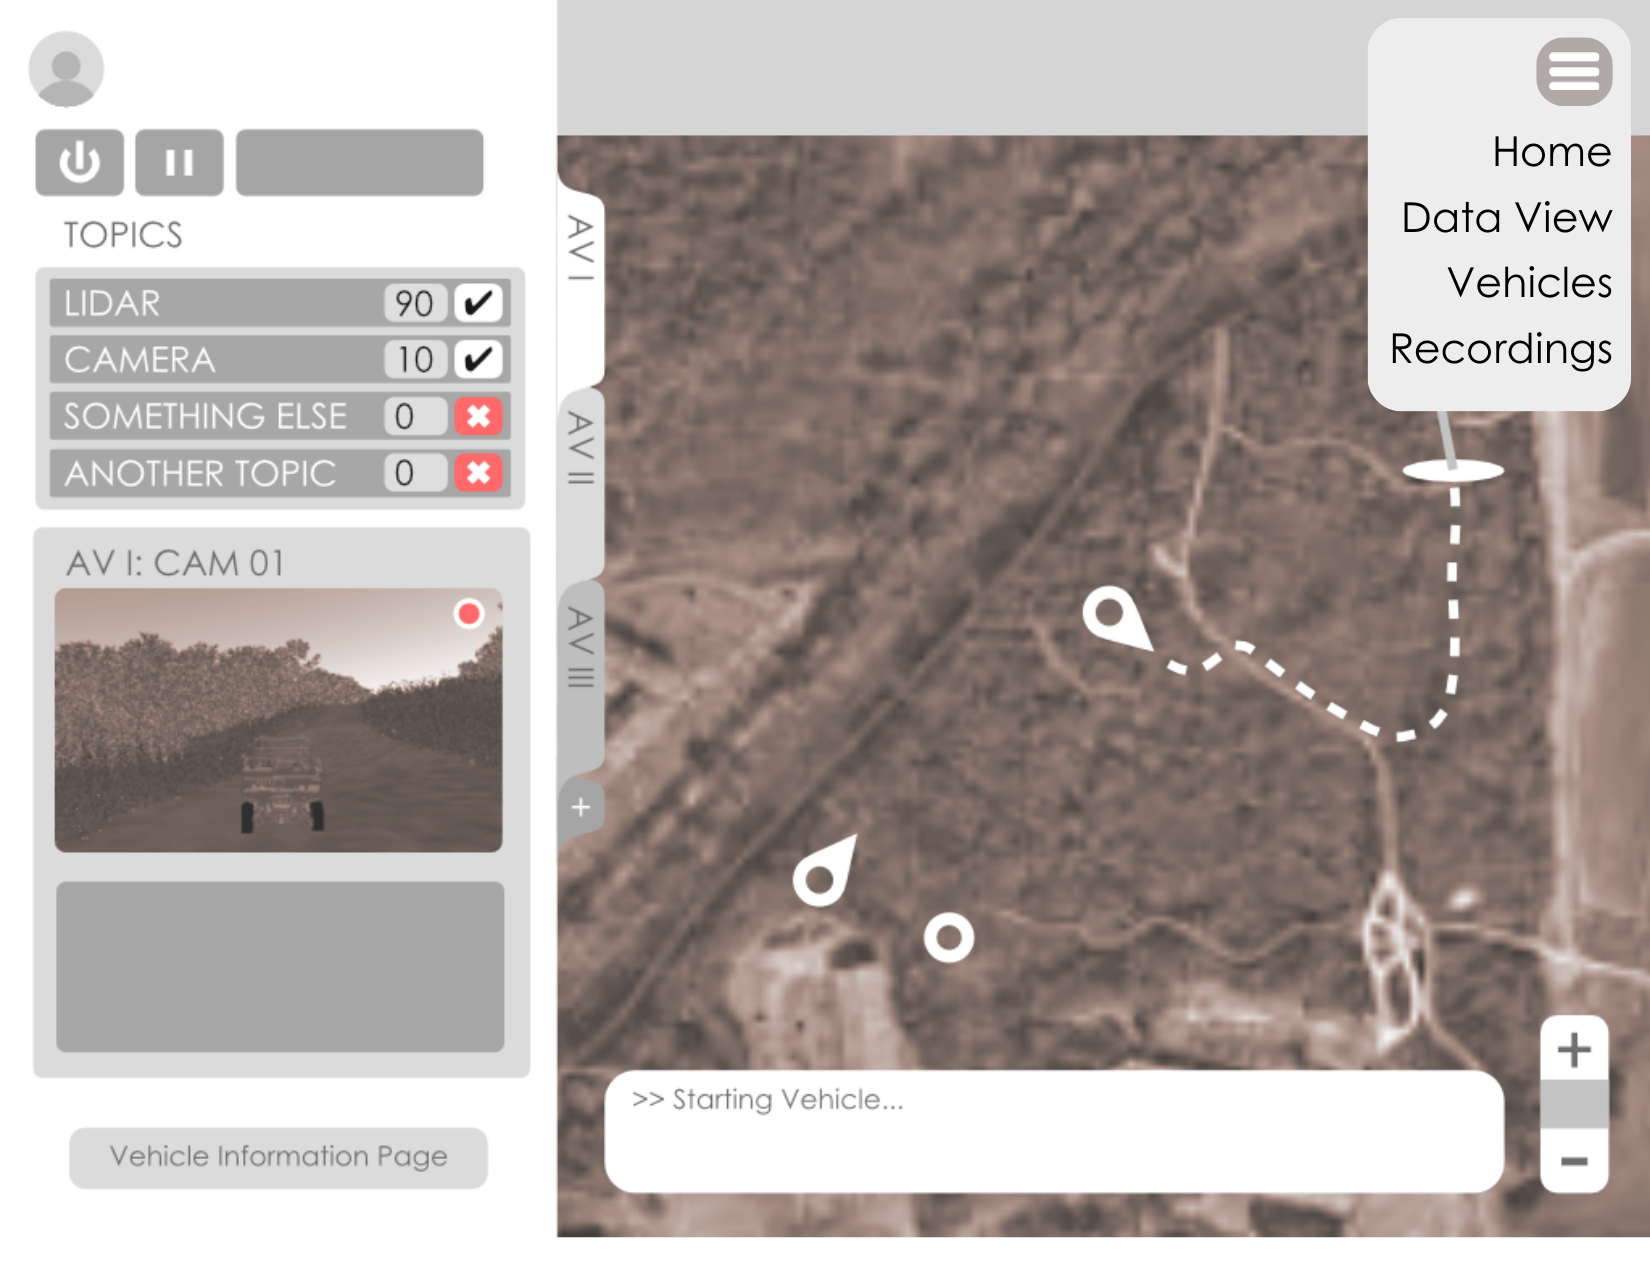 TOPICS
LIDAR 90 ✔
CAMERA 10 ✔
SOMETHING ELSE 0 ✖
ANOTHER TOPIC 0 ✖
AV I: CAM 01
Vehicle Information Page
AV I
AV II
AV III
+
Home
Data View
Vehicles
Recordings
>> Starting Vehicle...
+
-